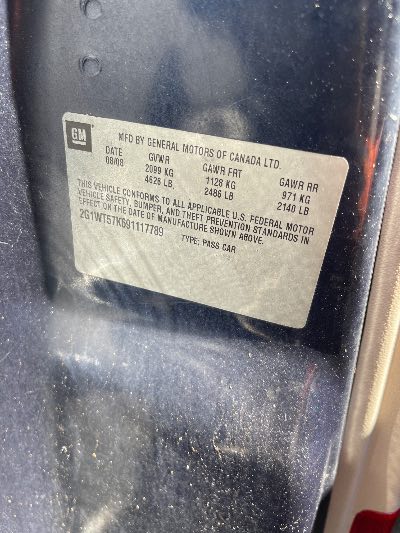 GM
MFD BY GENERAL MOTORS OF CANADA LTD.
DATE GVWR GAWR FRT GAWR RR
08/08 2099 KG 1128 KG 971 KG
4626 LB 2486 LB 2140 LB
THIS VEHICLE CONFORMS TO ALL APPLICABLE U.S. FEDERAL MOTOR
VEHICLE SAFETY, BUMPER, AND THEFT PREVENTION STANDARDS IN
EFFECT ON THE DATE OF MANUFACTURE SHOWN ABOVE.
2G1WT57K691117789 TYPE: PASS CAR